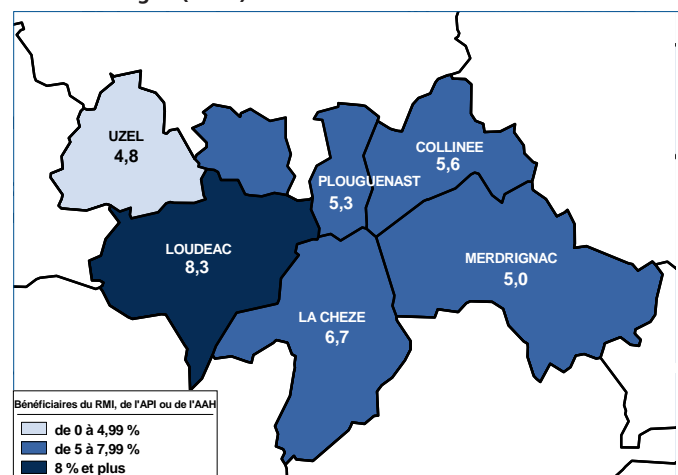 UZEL
4,8
COLLINEE
5,6
PLOUGUENAST
5,3
LOUDEAC
8,3
MERDRIGNAC
5,0
LA CHEZE
6,7
Bénéficiaires du RMI, de l'API ou de l'AAH
de 0 à 4,99 %
de 5 à 7,99 %
8 % et plus